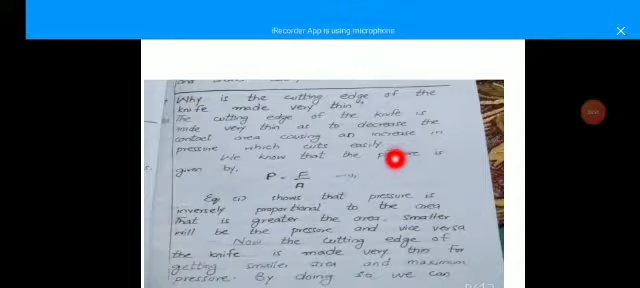 iRecorder App is using microphone
Why is the cutting edge of the
knife made very thin"
The cutting edge of the knife is
made very thin as to decrease the
contact area causing an increase in
pressure which cuts easily
We know that the pressure is
given by,
P = F/A
Eq (i) shows that pressure is
inversely proportional to the area
That is greater the area. smaller
will be the pressure and vice versa
Now the cutting edge of
the knife is made very thin for
getting smaller area and maximum
pressure. By doing so we can